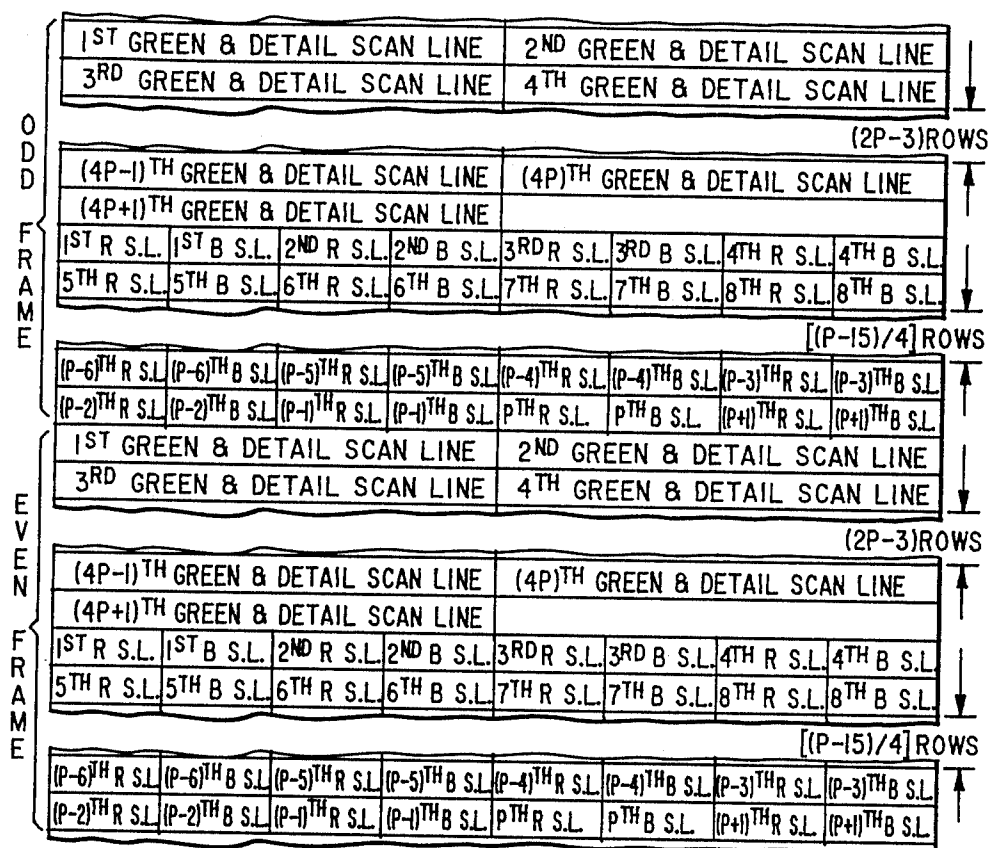 1ST GREEN & DETAIL SCAN LINE 2ND GREEN & DETAIL SCAN LINE
3RD GREEN & DETAIL SCAN LINE 4TH GREEN & DETAIL SCAN LINE
(2P-3)ROWS
ODD FRAME
(4P-1)TH GREEN & DETAIL SCAN LINE (4P)TH GREEN & DETAIL SCAN LINE
(4P+1)TH GREEN & DETAIL SCAN LINE
1ST R S.L. 1ST B S.L. 2ND R S.L. 2ND B S.L. 3RD R S.L. 3RD B S.L. 4TH R S.L. 4TH B S.L.
5TH R S.L. 5TH B S.L. 6TH R S.L. 6TH B S.L. 7TH R S.L. 7TH B S.L. 8TH R S.L. 8TH B S.L.
[(P-15)/4] ROWS
(P-6)TH R S.L. (P-6)TH B S.L. (P-5)TH R S.L. (P-5)TH B S.L. (P-4)TH R S.L. (P-4)TH B S.L. (P-3)TH R S.L. (P-3)TH B S.L.
(P-2)TH R S.L. (P-2)TH B S.L. (P-1)TH R S.L. (P-1)TH B S.L. PTH R S.L. PTH B S.L. (P+1)TH R S.L. (P+1)TH B S.L.
1ST GREEN & DETAIL SCAN LINE 2ND GREEN & DETAIL SCAN LINE
3RD GREEN & DETAIL SCAN LINE 4TH GREEN & DETAIL SCAN LINE
(2P-3)ROWS
EVEN FRAME
(4P-1)TH GREEN & DETAIL SCAN LINE (4P)TH GREEN & DETAIL SCAN LINE
(4P+1)TH GREEN & DETAIL SCAN LINE
1ST R S.L. 1ST B S.L. 2ND R S.L. 2ND B S.L. 3RD R S.L. 3RD B S.L. 4TH R S.L. 4TH B S.L.
5TH R S.L. 5TH B S.L. 6TH R S.L. 6TH B S.L. 7TH R S.L. 7TH B S.L. 8TH R S.L. 8TH B S.L.
[(P-15)/4] ROWS
(P-6)TH R S.L. (P-6)TH B S.L. (P-5)TH R S.L. (P-5)TH B S.L. (P-4)TH R S.L. (P-4)TH B S.L. (P-3)TH R S.L. (P-3)TH B S.L.
(P-2)TH R S.L. (P-2)TH B S.L. (P-1)TH R S.L. (P-1)TH B S.L. PTH R S.L. PTH B S.L. (P+1)TH R S.L. (P+1)TH B S.L.